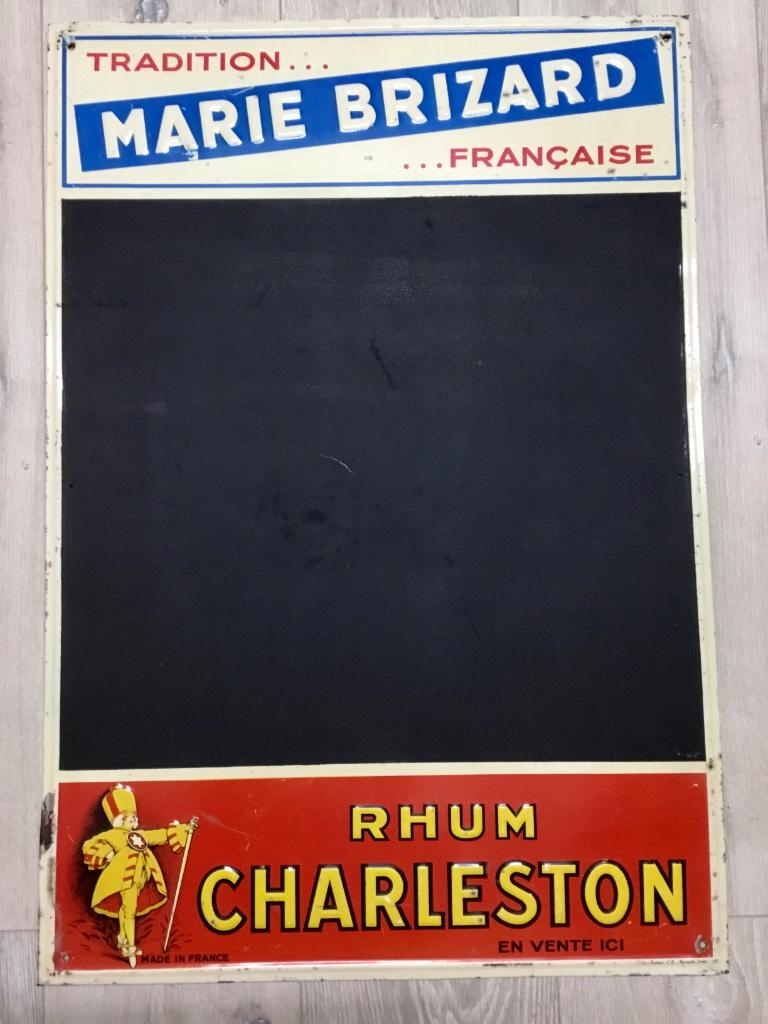 TRADITION...
MARIE BRIZARD
...FRANÇAISE
RHUM
CHARLESTON
EN VENTE ICI
MADE IN FRANCE